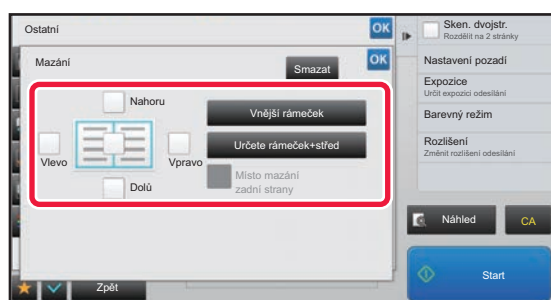 Ostatní
OK
Mazání
Smazat
OK
Nahoru
Vlevo
Vpravo
Dolů
Vnější rámeček
Určete rámeček+střed
Místo mazání
zadní strany
Zpět
Sken. dvojstr.
Rozdělit na 2 stránky
Nastavení pozadí
Expozice
Určit expozici odesílání
Barevný režim
Rozlišení
Změnit rozlišení odesílání
Náhled
CA
Start